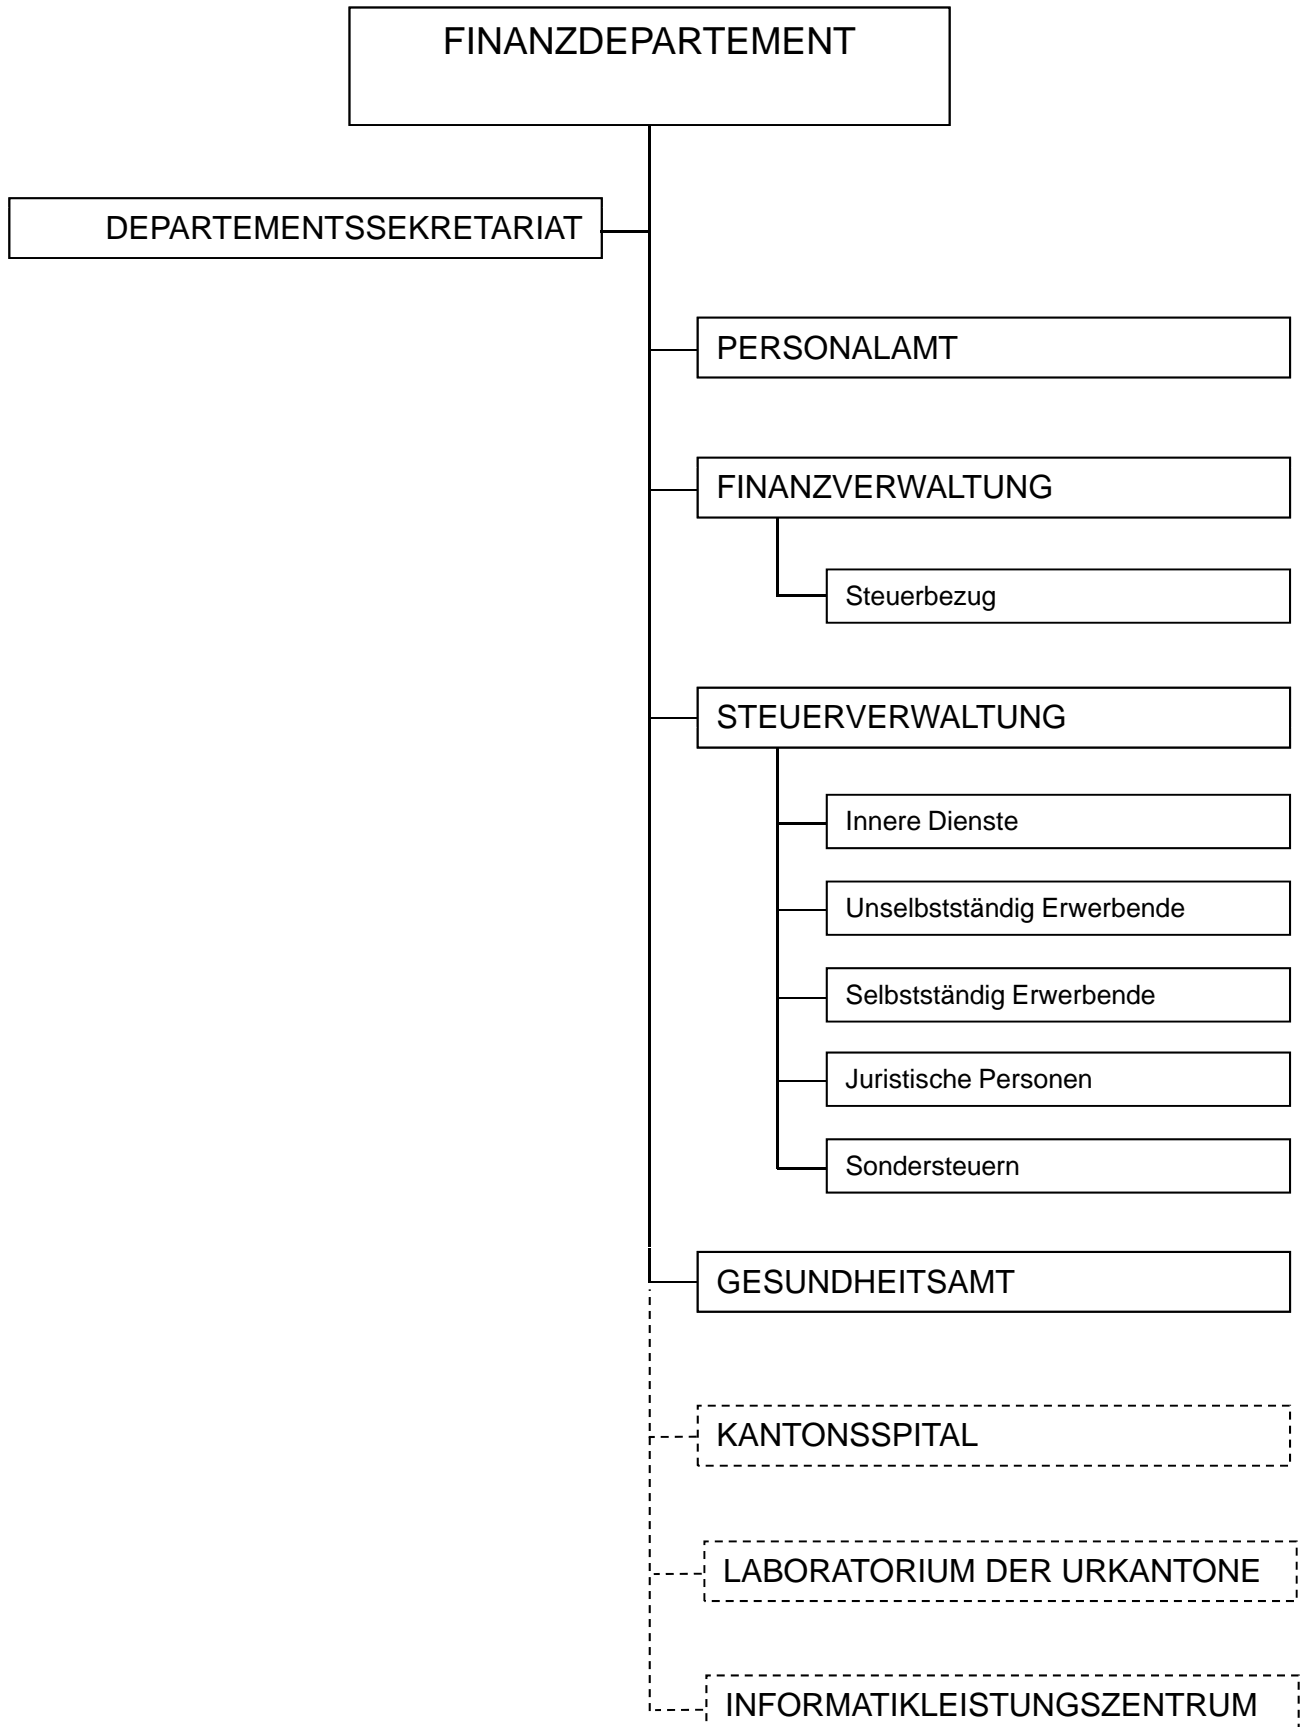 FINANZDEPARTEMENT
DEPARTEMENTSSEKRETARIAT
PERSONALAMT
FINANZVERWALTUNG
Steuerbezug
STEUERVERWALTUNG
Innere Dienste
Unselbstständig Erwerbende
Selbstständig Erwerbende
Juristische Personen
Sondersteuern
GESUNDHEITSAMT
KANTONSSPITAL
LABORATORIUM DER URKANTONE
INFORMATIKLEISTUNGSZENTRUM